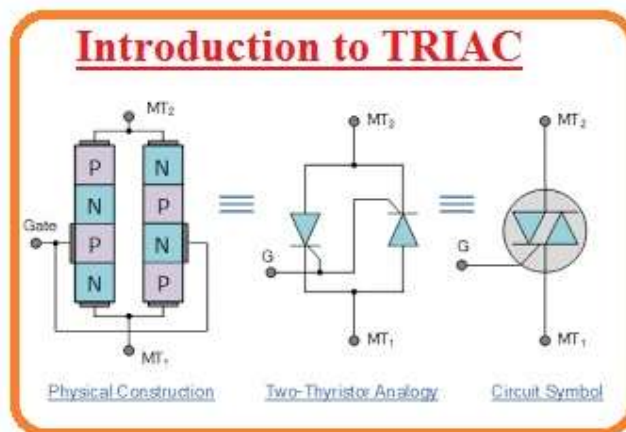 Introduction to TRIAC
MT2
P
N
P
N
N
P
N
P
Gate
MT1
Physical Construction
MT2
G
MT1
Two-Thyristor Analogy
MT2
G
MT1
Circuit Symbol